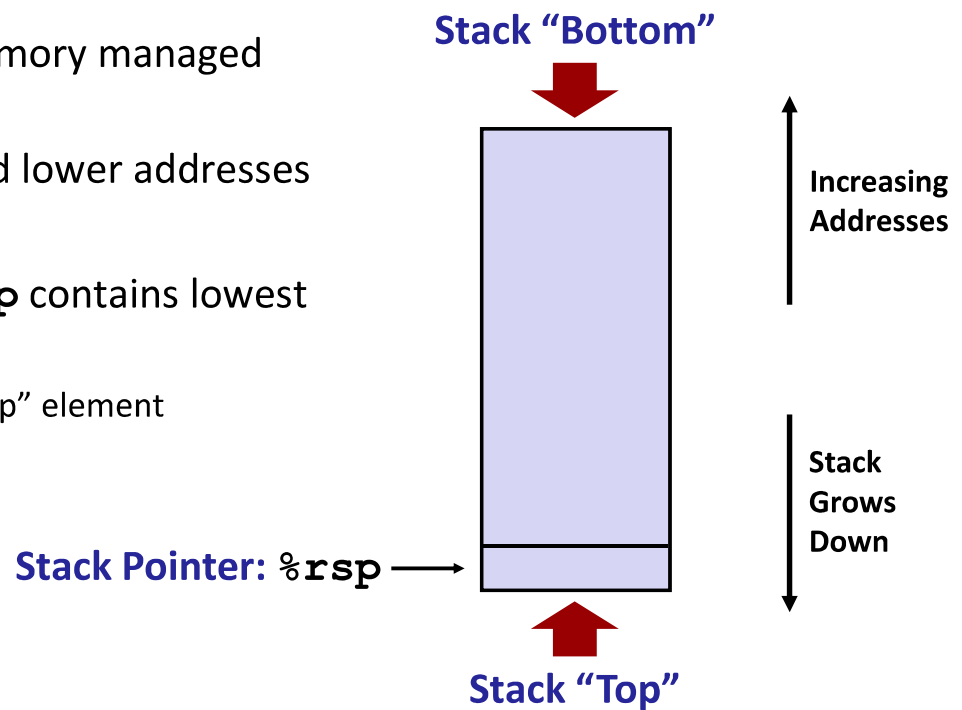 Stack “Bottom”
mory managed
d lower addresses
Increasing
Addresses
p contains lowest
p” element
Stack
Grows
Down
Stack Pointer: %rsp
Stack “Top”